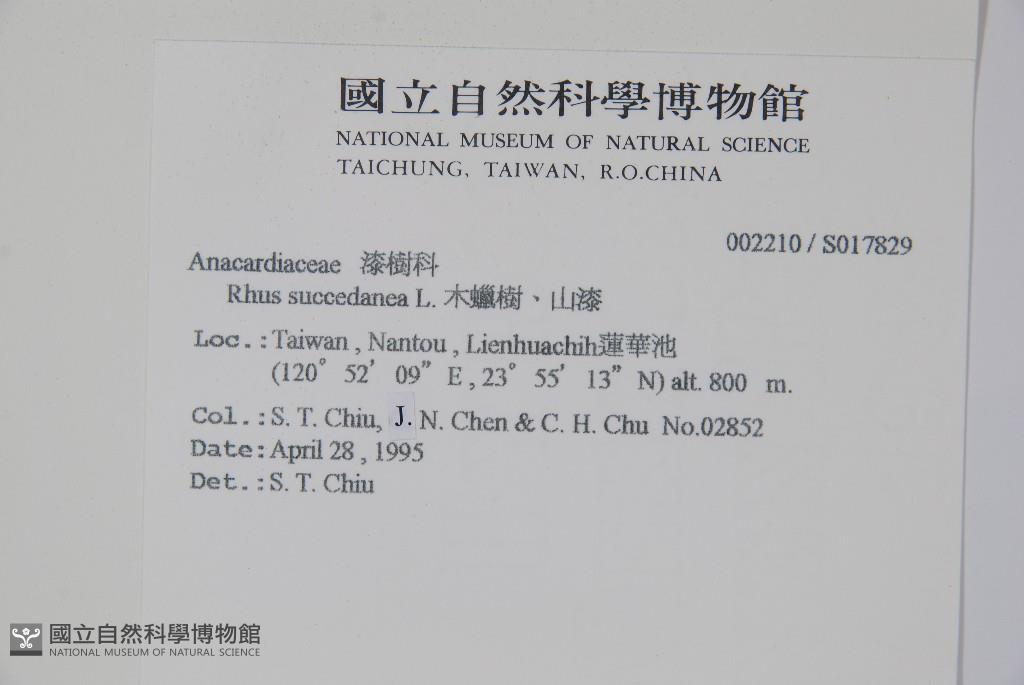 國立自然科學博物館
NATIONAL MUSEUM OF NATURAL SCIENCE
TAICHUNG, TAIWAN, R.O.CHINA
002210 / S017829
Anacardiaceae 漆樹科
Rhus succedanea L. 木蠟樹、山漆
Loc.:Taiwan , Nantou , Lienhuachih蓮華池
(120° 52' 09" E , 23° 55' 13" N) alt. 800 m.
Col.:S. T. Chiu, J. N. Chen & C. H. Chu No.02852
Date:April 28 , 1995
Det.:S. T. Chiu
國立自然科學博物館
NATIONAL MUSEUM OF NATURAL SCIENCE